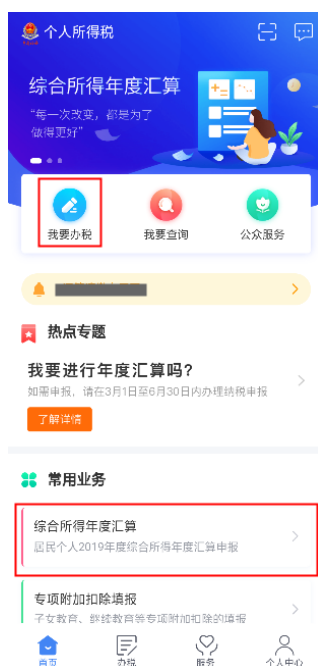 个人所得税
综合所得年度汇算
“每一次改变，都是为了
做得更好”
我要办税
我要查询
公众服务
热点专题
我要进行年度汇算吗?
如需申报，请在3月1日至6月30日内办理纳税申报
了解详情
常用业务
综合所得年度汇算
居民个人2019年度综合所得年度汇算申报
专项附加扣除填报
子女教育、继续教育等专项附加扣除的填报
首页
办税
服务
个人中心